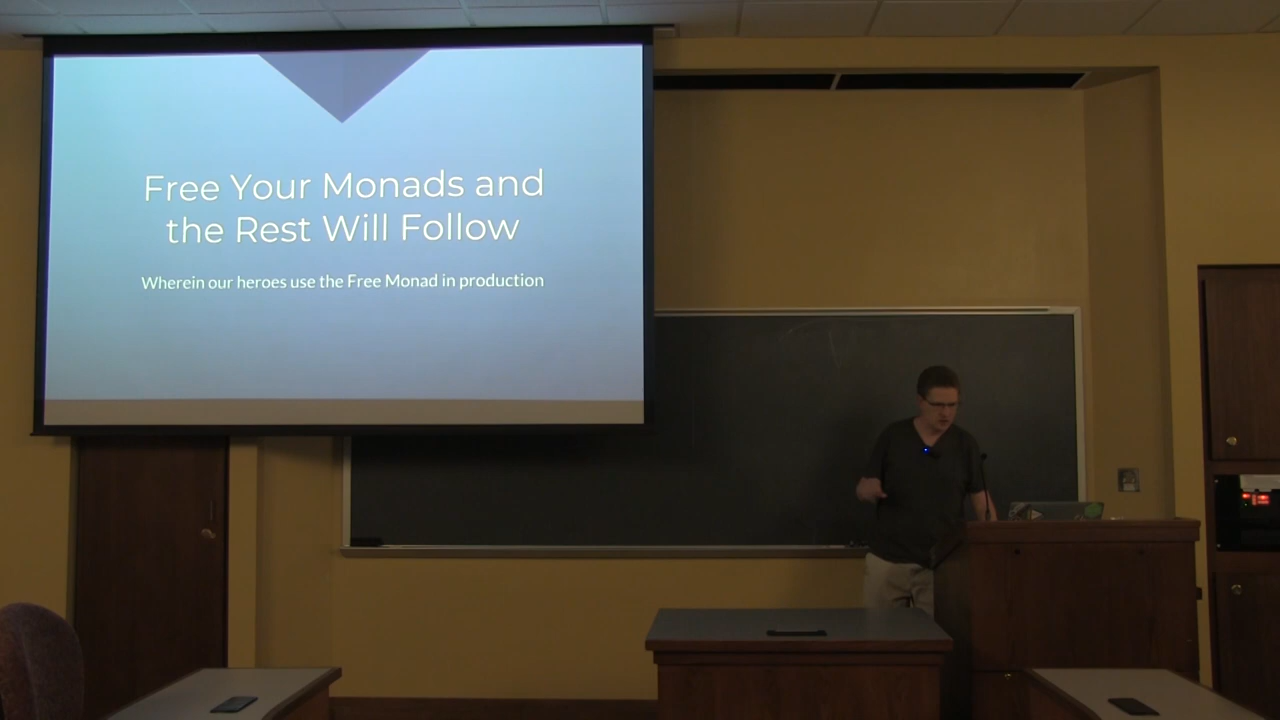 Free Your Monads and
the Rest Will Follow
Wherein our heroes use the Free Monad in production